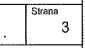 Strana
. 3